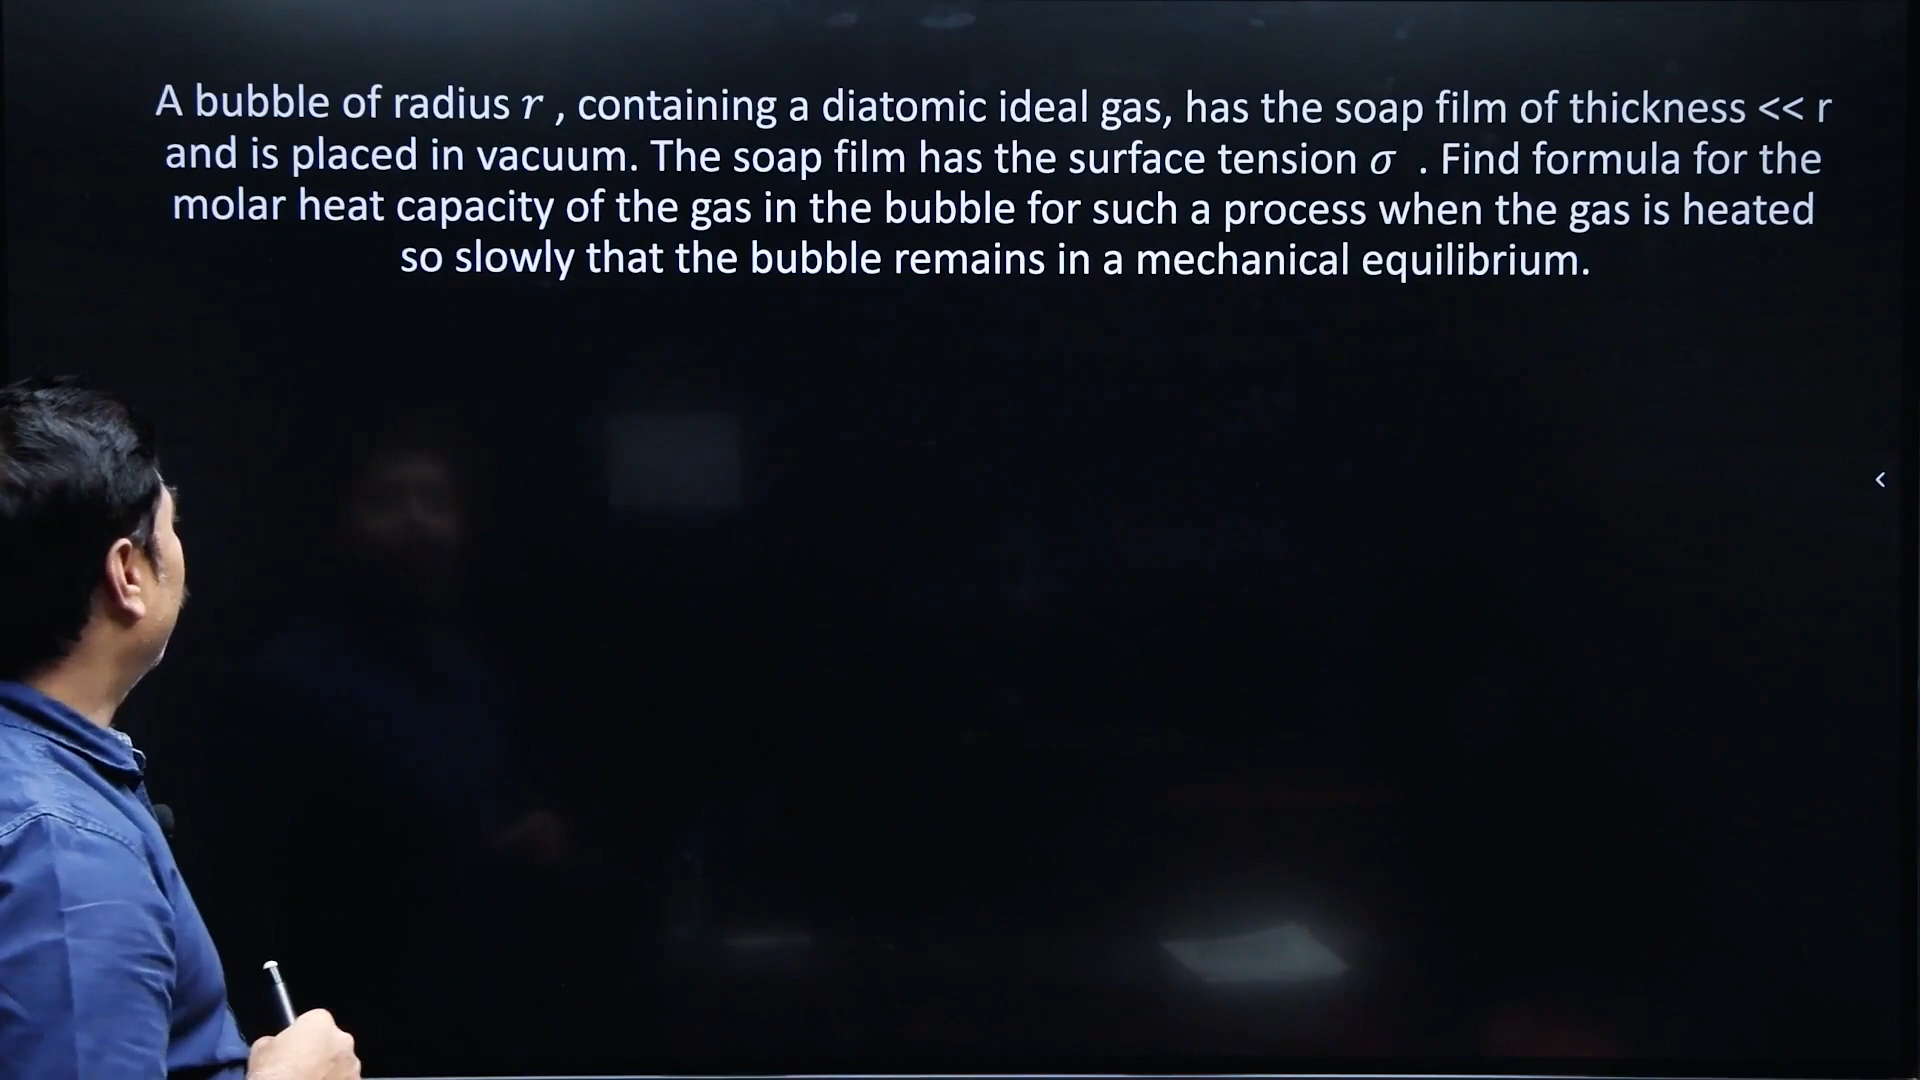 A bubble of radius r , containing a diatomic ideal gas, has the soap film of thickness << r
and is placed in vacuum. The soap film has the surface tension σ . Find formula for the
molar heat capacity of the gas in the bubble for such a process when the gas is heated
so slowly that the bubble remains in a mechanical equilibrium.